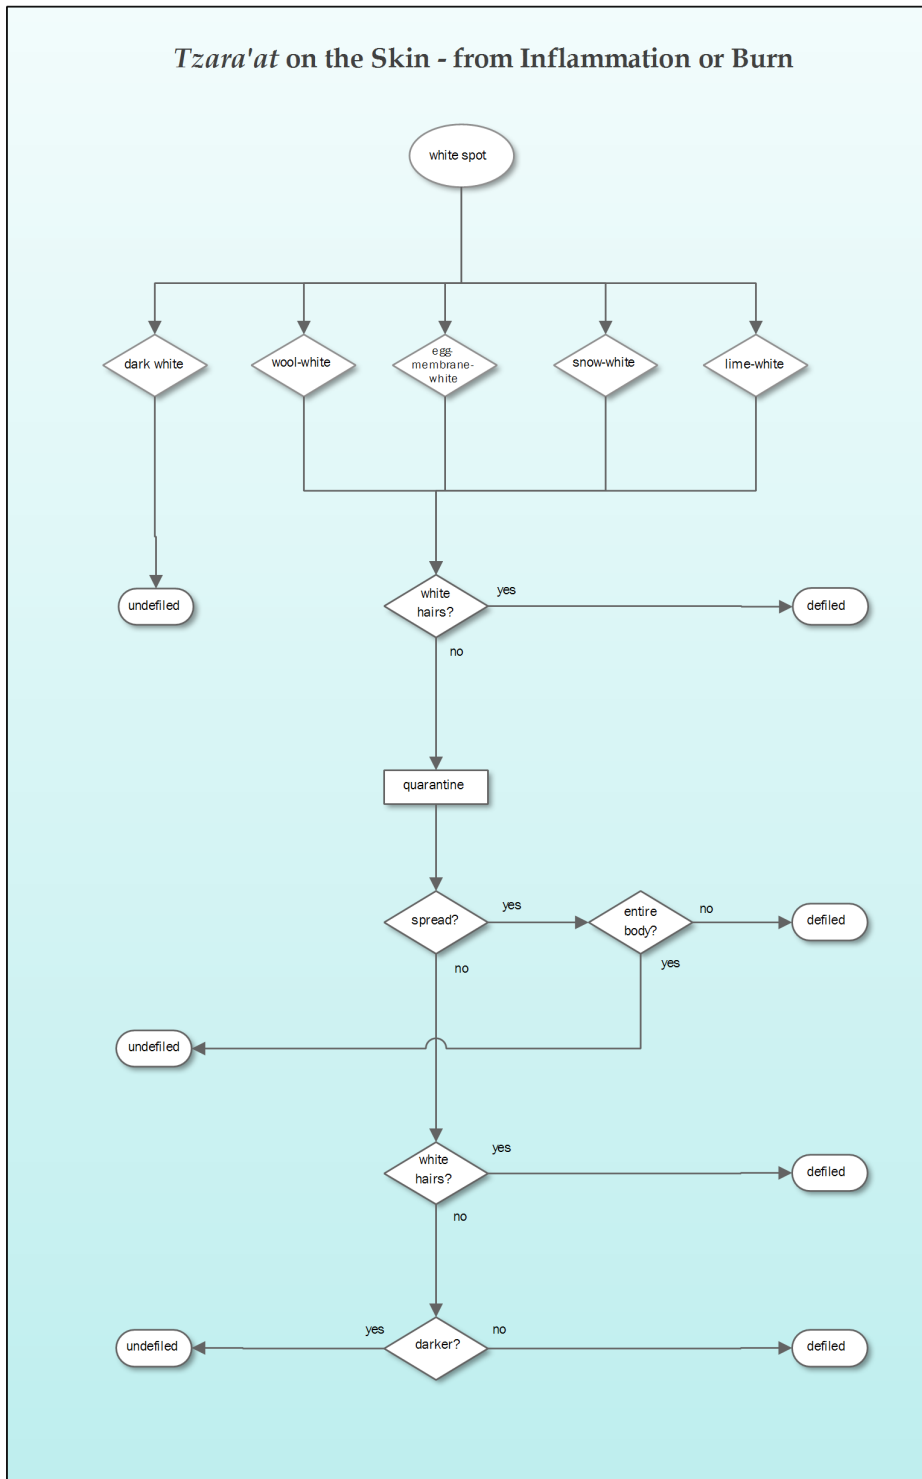 Tzara'at on the Skin - from Inflammation or Burn
white spot
dark white
wool-white
egg-
membrane-
white
snow-white
lime-white
undefiled
white
hairs?
yes
defiled
no
quarantine
spread?
yes
entire
body?
no
defiled
no
yes
undefiled
white
hairs?
yes
defiled
no
undefiled
yes
darker?
no
defiled